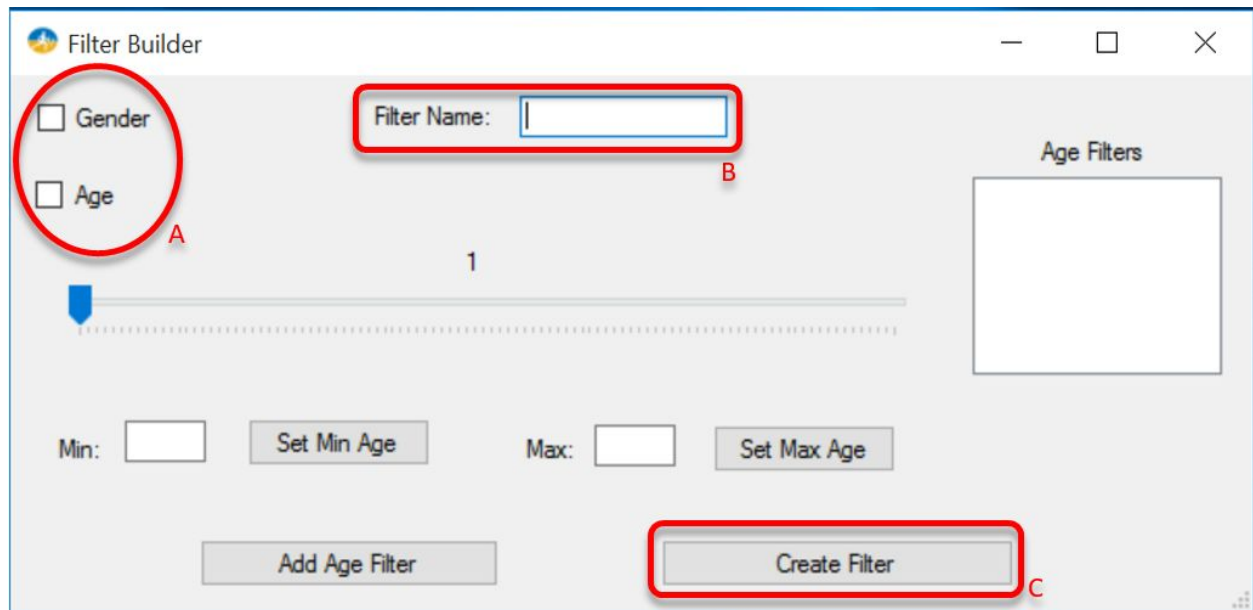 Filter Builder
Gender
Filter Name:
B
Age Filters
Age
A
1
Min:
Set Min Age
Max:
Set Max Age
Add Age Filter
Create Filter
C